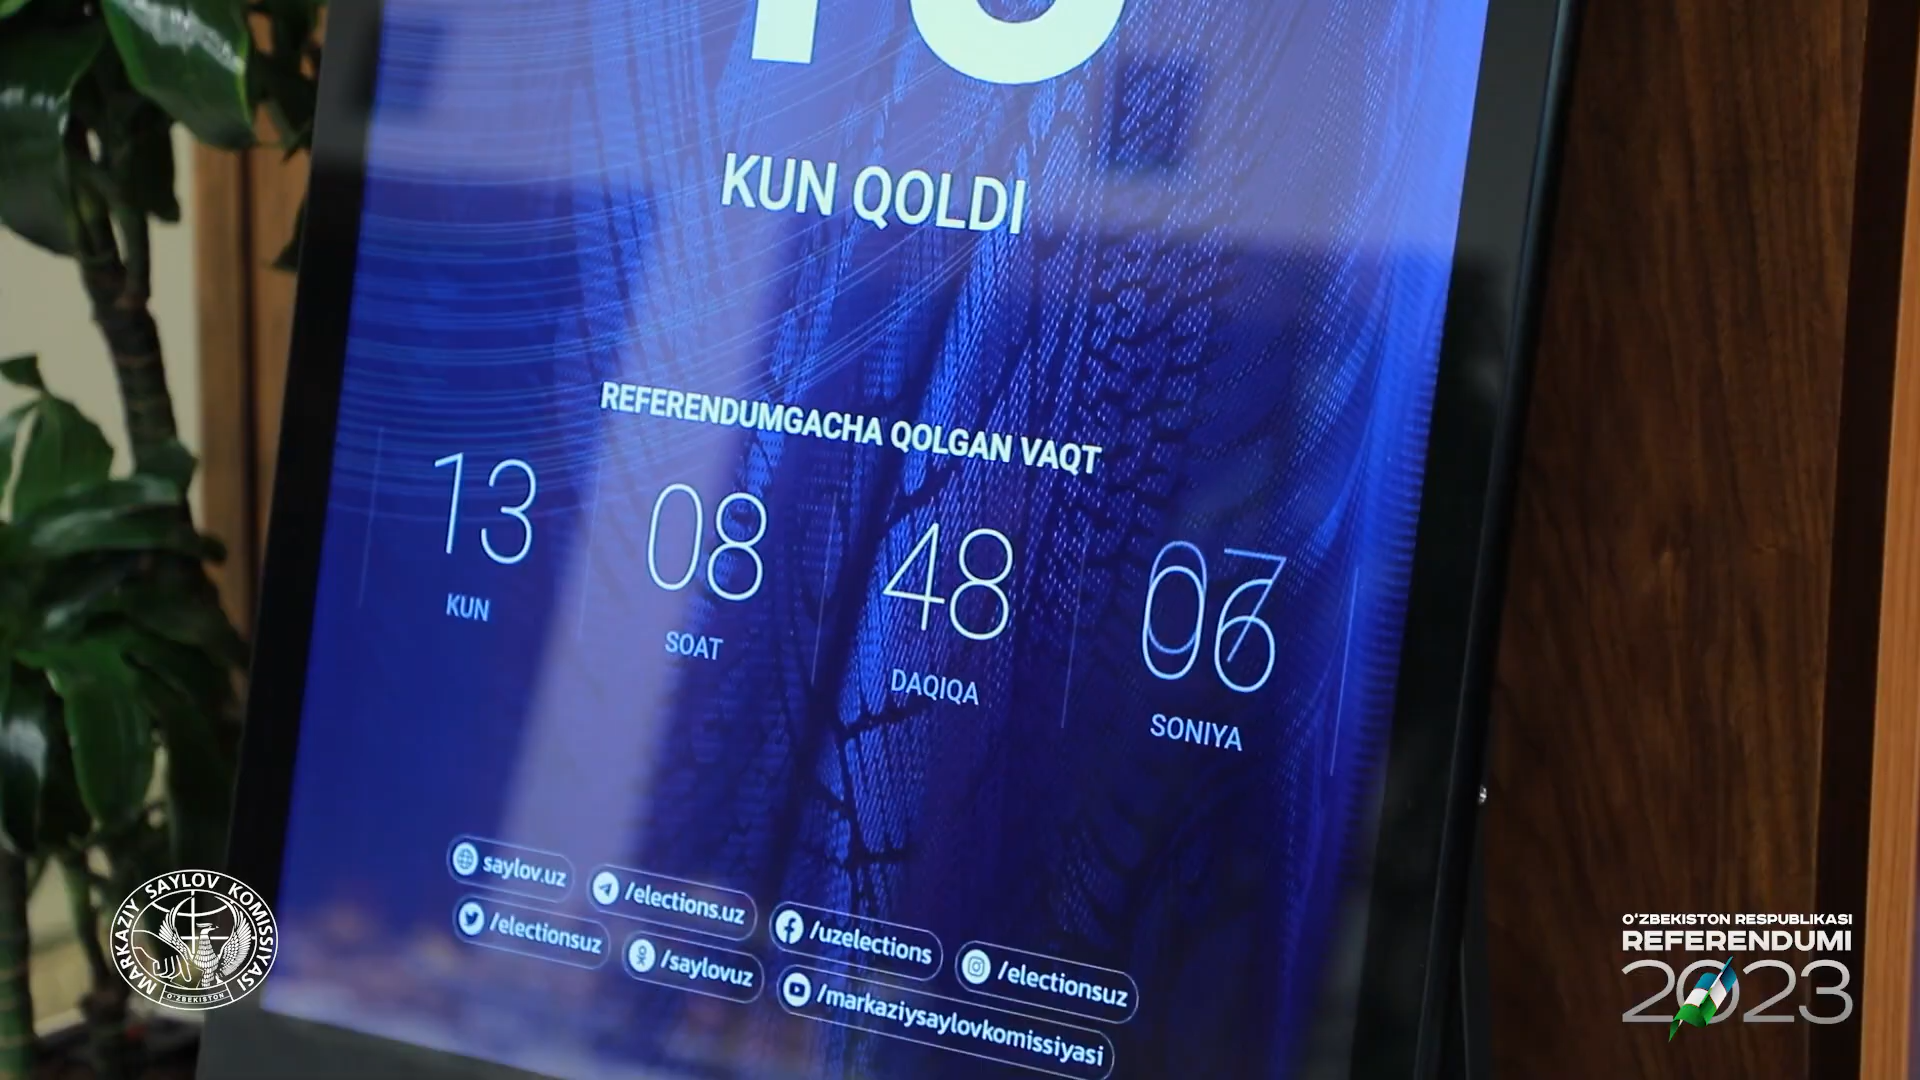 KUN QOLDI
REFERENDUMGACHA QOLGAN VAQT
13
08
48
KUN
SOAT
DAQIQA
SONIYA
saylov.uz
/elections.uz
/uzelections
/electionsuz
/electionsuz
/saylovuz
/markaziysaylovkomissiyasi
MARKAZIY SAYLOV KOMISSIYASI
O'ZBEKISTON
O'ZBEKISTON RESPUBLIKASI
REFERENDUMI
2023